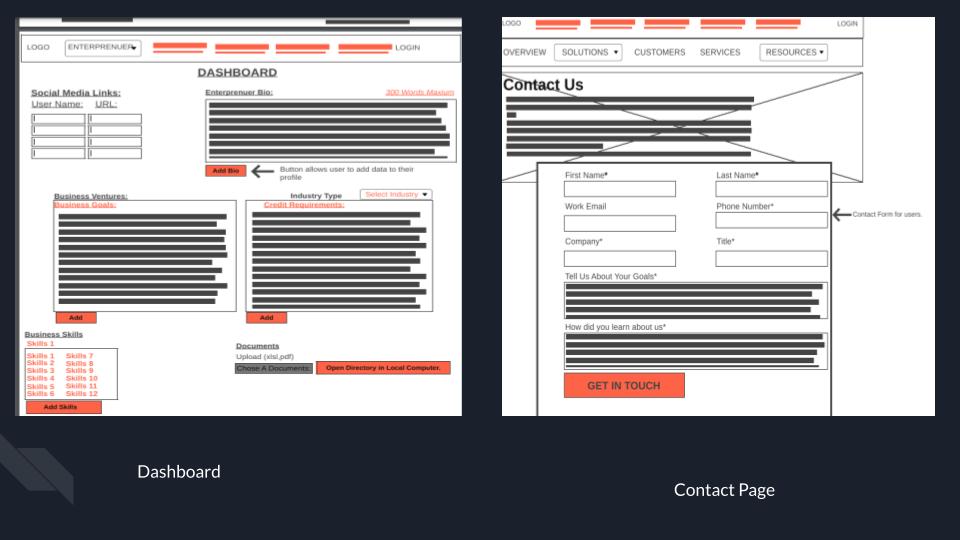 LOGO
ENTERPRENUER
LOGIN
DASHBOARD
Social Media Links:
User Name: URL:
Enterprenuer Bio:
300 Words Maxium
Add Bio
Button allows user to add data to their
profile
Business Ventures:
Business Goals:
Industry Type
Select Industry
Credit Requirements:
Add
Add
Business Skills
Skills 1
Skills 1 Skills 7
Skills 2 Skills 8
Skills 3 Skills 9
Skills 4 Skills 10
Skills 5 Skills 11
Skills 6 Skills 12
Add Skills
Documents
Upload (xlsl,pdf)
Chose A Documents:
Open Directory in Local Computer.
Dashboard
LOGO
LOGIN
OVERVIEW
SOLUTIONS
CUSTOMERS
SERVICES
RESOURCES
Contact Us
First Name*
Last Name*
Work Email
Phone Number*
Contact Form for users.
Company*
Title*
Tell Us About Your Goals*
How did you learn about us*
GET IN TOUCH
Contact Page